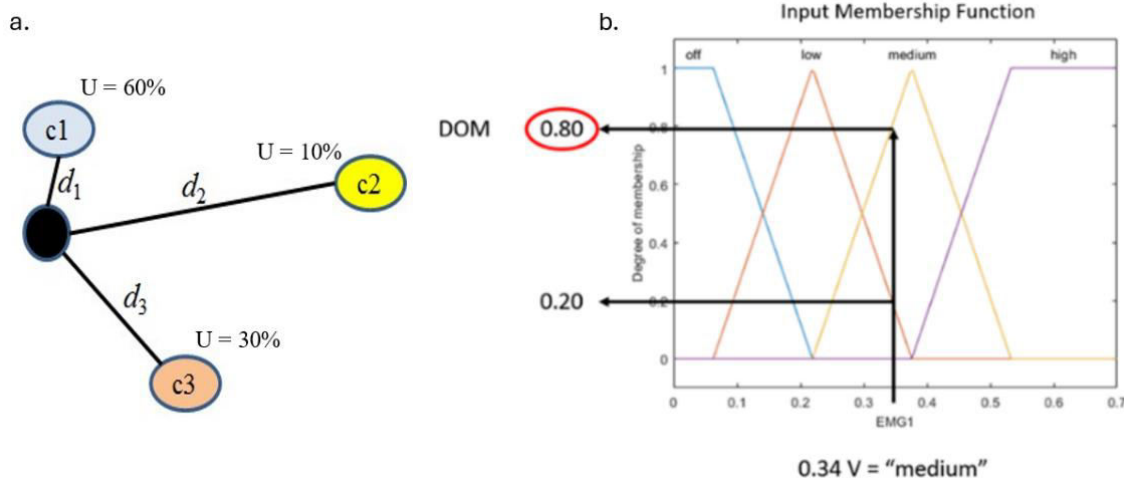 a.
U = 60%
c1
d1
U = 10%
d2
c2
d3
U = 30%
c3
b.
Input Membership Function
off low medium high
DOM 0.80
0.20
Degree of membership
1
0.8
0.6
0.4
0.2
0
0 0.1 0.2 0.3 0.4 0.5 0.6 0.7
EMG1
0.34 V = “medium”